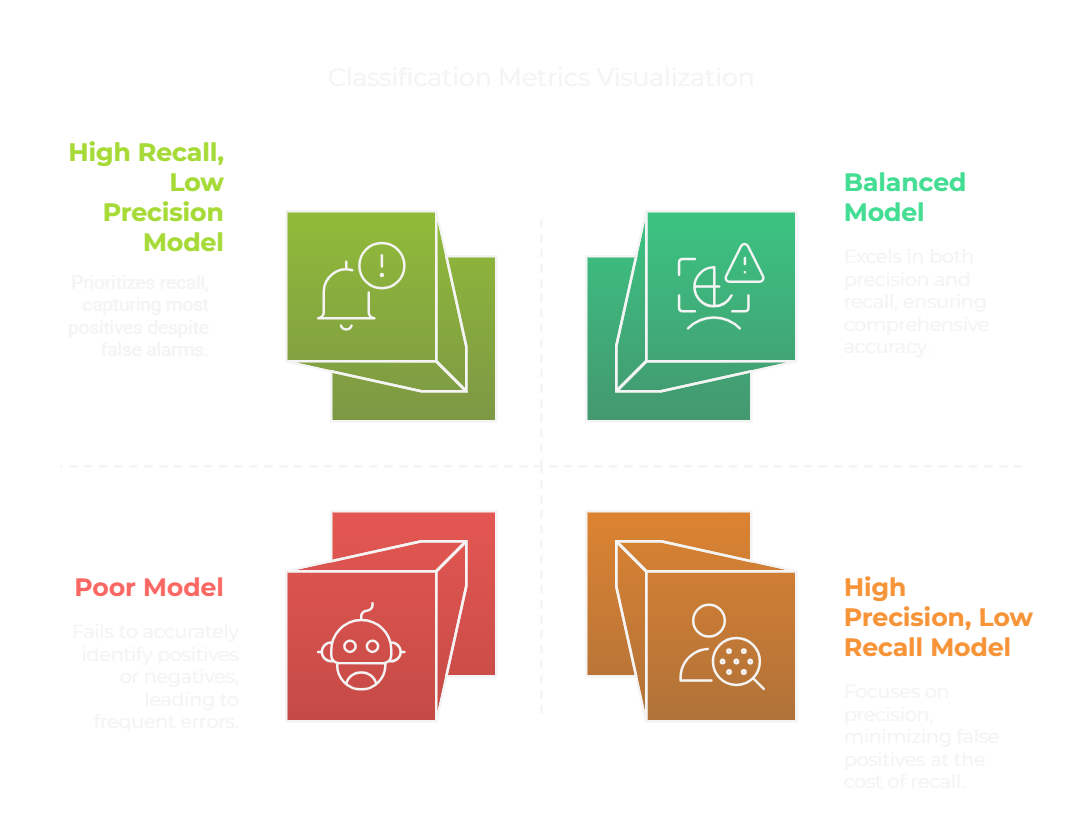 Classification Metrics Visualization
High Recall,
Low
Precision
Model
Prioritizes recall,
capturing most
positives despite
false alarms.
Balanced
Model
Excels in both
precision and
recall, ensuring
comprehensive
accuracy.
Poor Model
Fails to accurately
identify positives
or negatives,
leading to
frequent errors.
High
Precision, Low
Recall Model
Focuses on
precision,
minimizing false
positives at the
cost of recall.